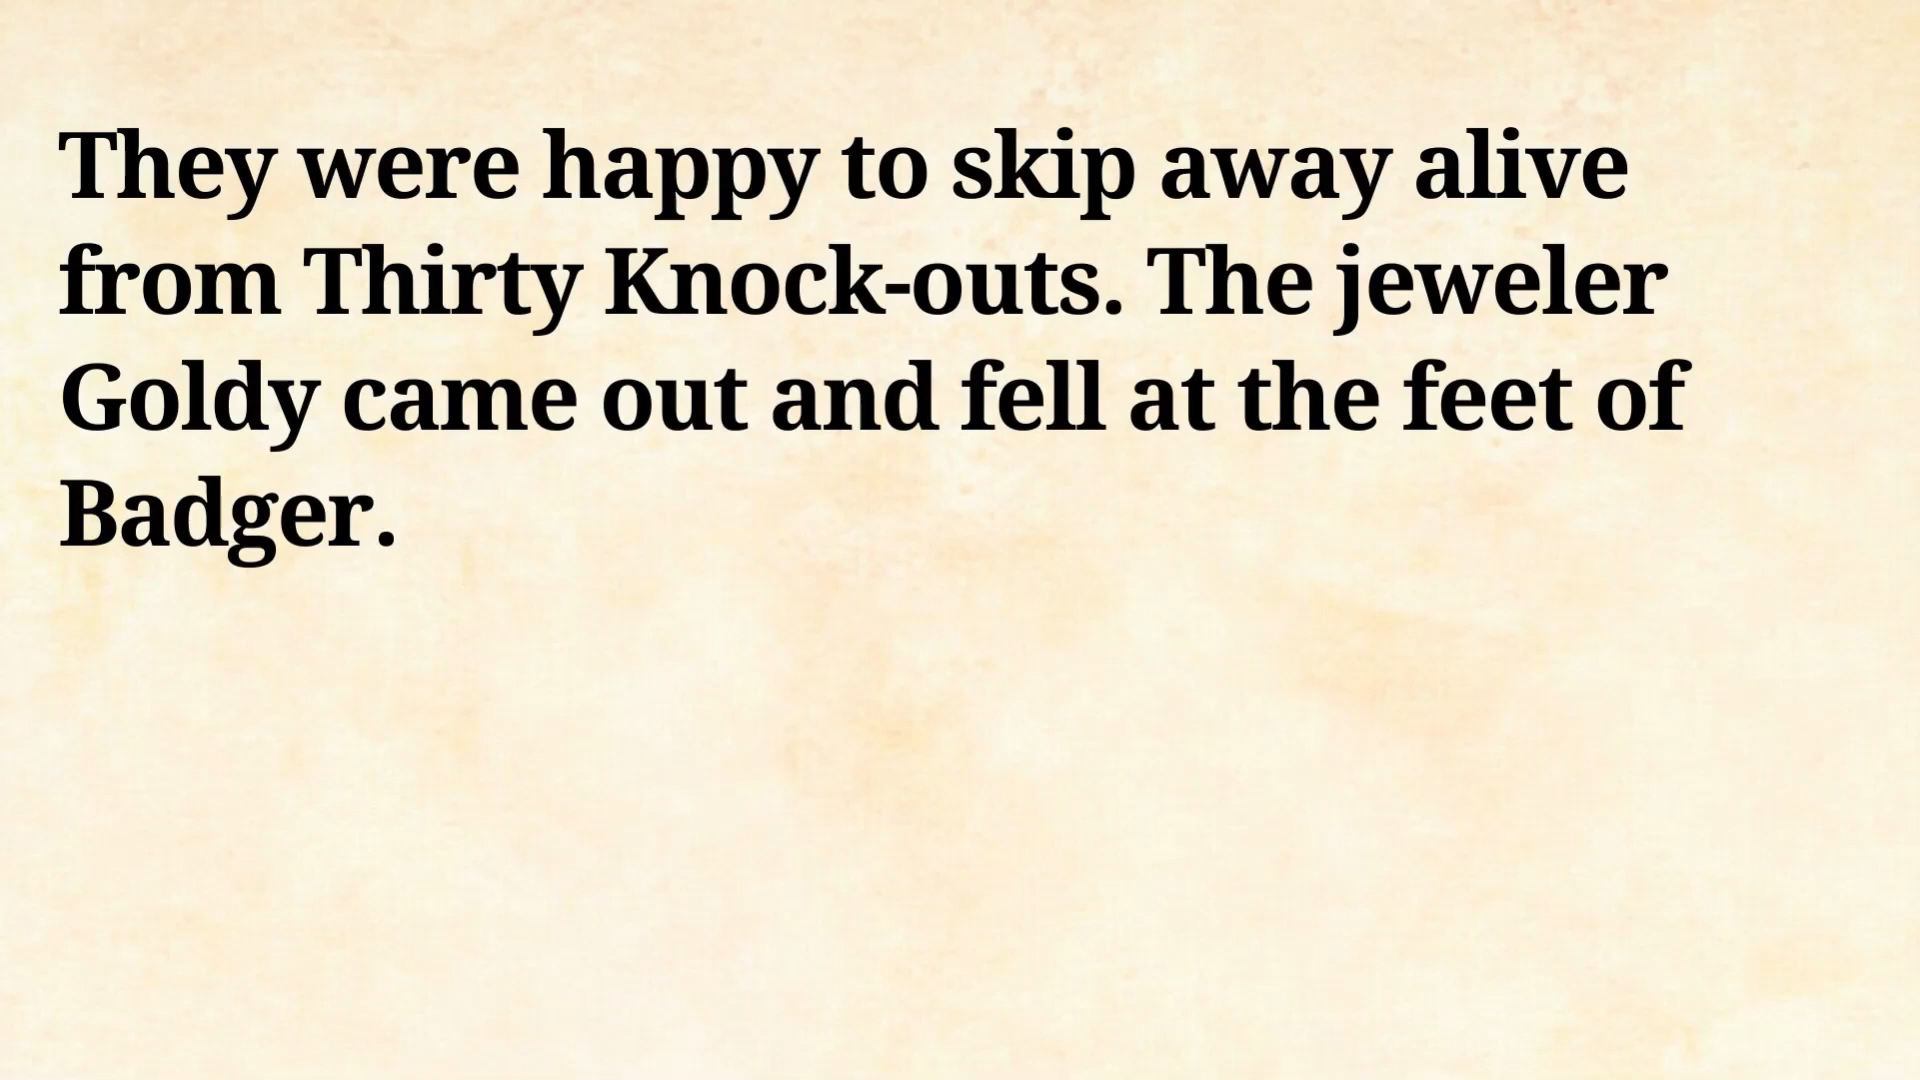 They were happy to skip away alive
from Thirty Knock-outs. The jeweler
Goldy came out and fell at the feet of
Badger.